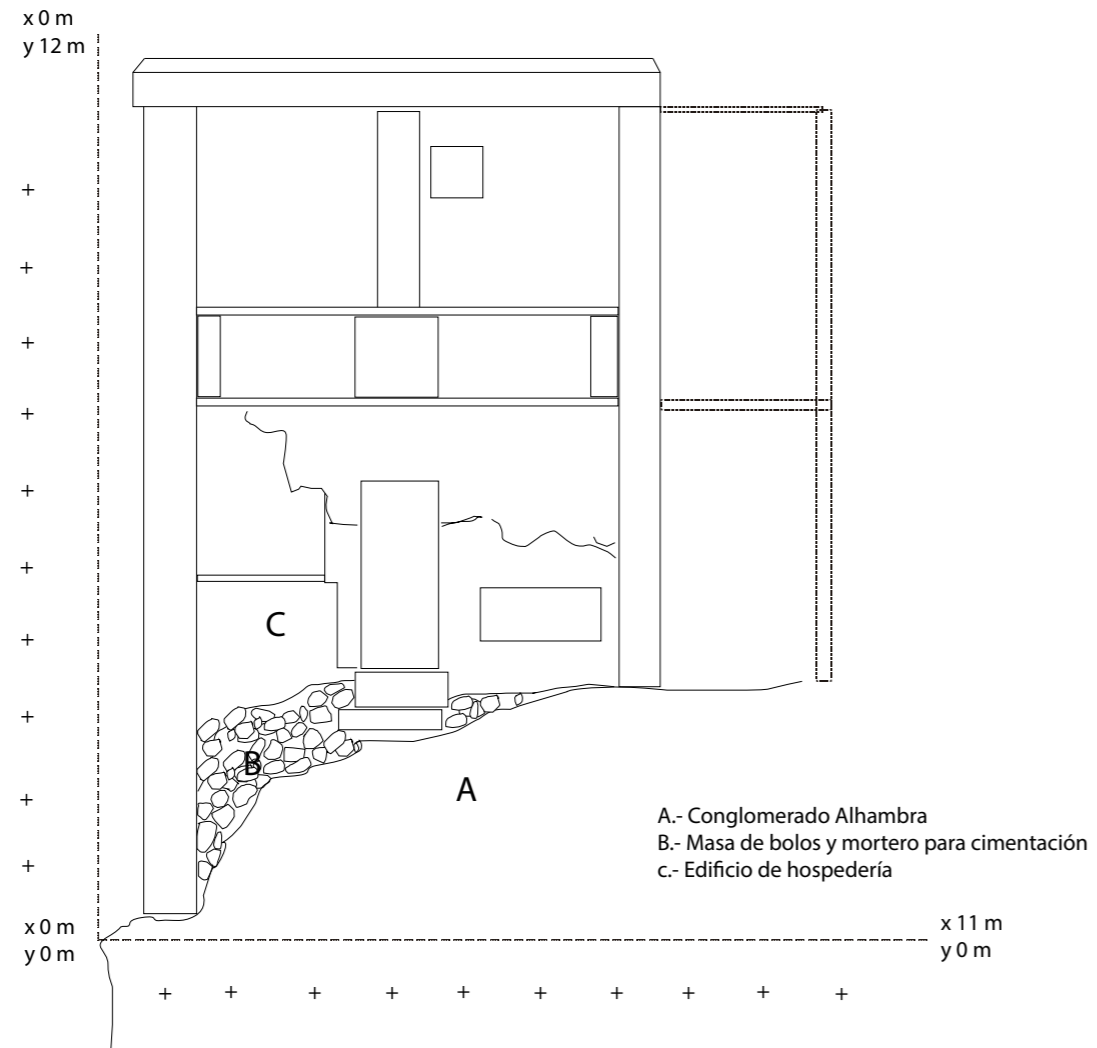 x 0 m
y 12 m
C
B
A
A.- Conglomerado Alhambra
B.- Masa de bolos y mortero para cimentación
c.- Edificio de hospedería
x 0 m
y 0 m
x 11 m
y 0 m